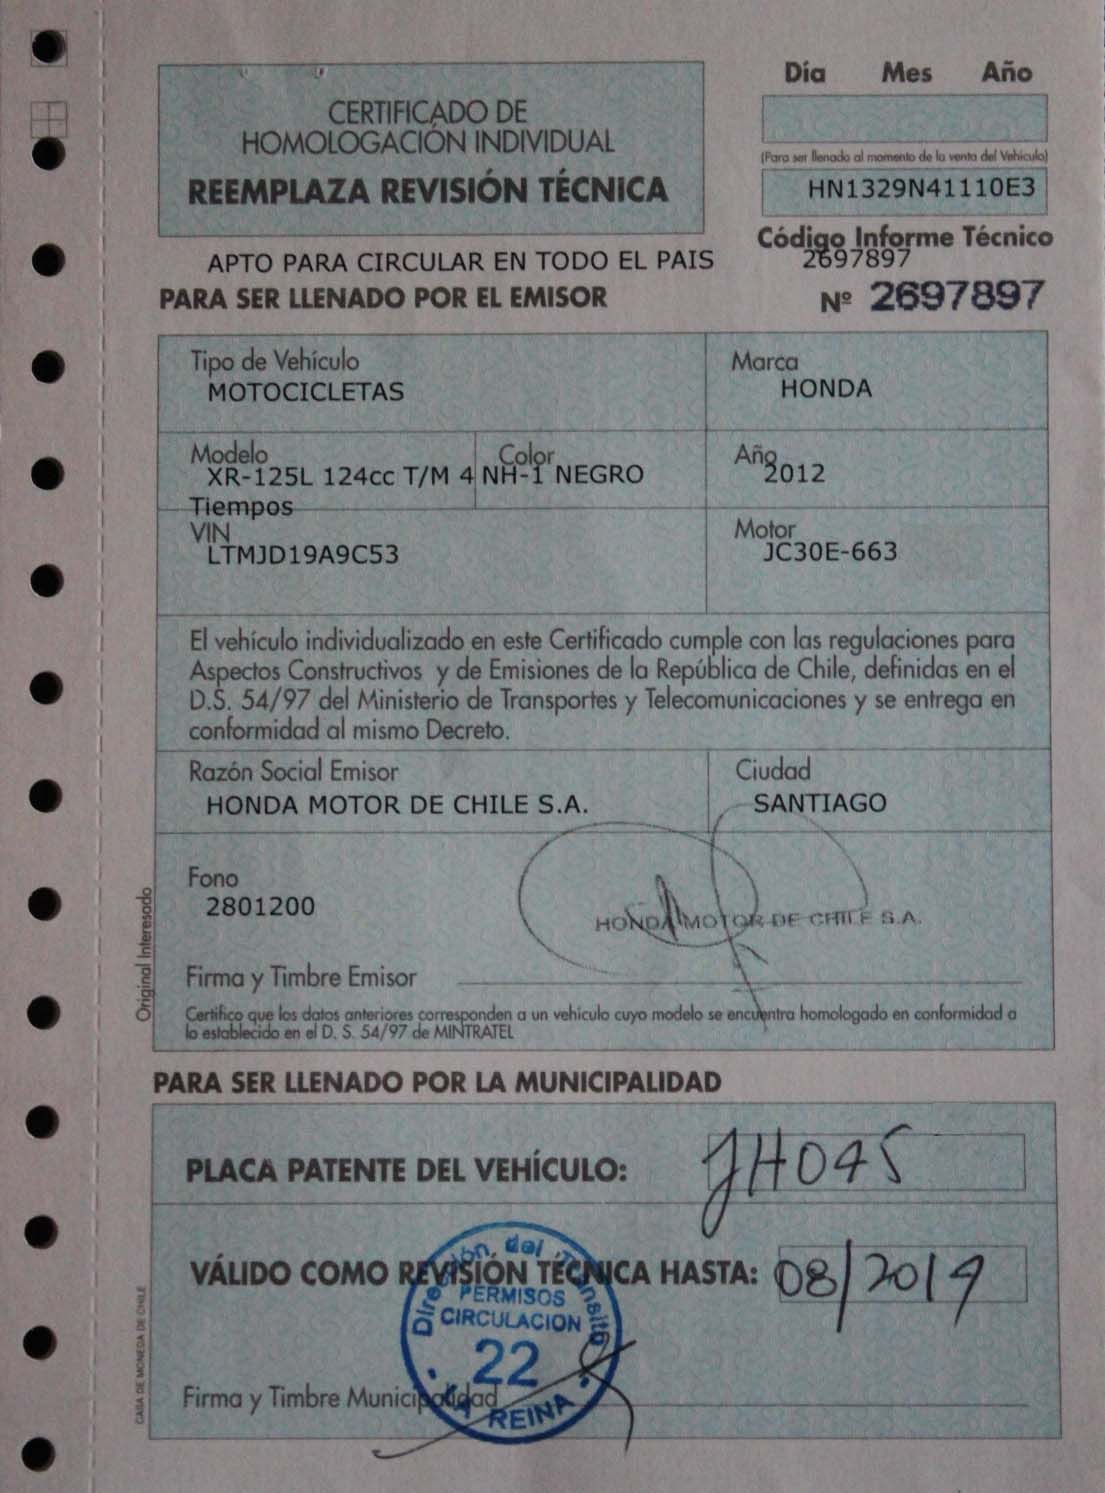 Día Mes Año
CERTIFICADO DE
HOMOLOGACIÓN INDIVIDUAL
REEMPLAZA REVISIÓN TÉCNICA
(Para ser llenado al momento de la venta del Vehículo)
HN1329N41110E3
Código Informe Técnico
2697897
APTO PARA CIRCULAR EN TODO EL PAIS
PARA SER LLENADO POR EL EMISOR
Nº 2697897
Tipo de Vehículo
MOTOCICLETAS
Marca
HONDA
Modelo
XR-125L 124cc T/M 4
Tiempos
Color
NH-1 NEGRO
Año
2012
VIN
LTMJD19A9C53
Motor
JC30E-663
El vehículo individualizado en este Certificado cumple con las regulaciones para
Aspectos Constructivos y de Emisiones de la República de Chile, definidas en el
D.S. 54/97 del Ministerio de Transportes y Telecomunicaciones y se entrega en
conformidad al mismo Decreto.
Razón Social Emisor
HONDA MOTOR DE CHILE S.A.
Ciudad
SANTIAGO
Fono
2801200
HONDA MOTOR DE CHILE S.A.
Firma y Timbre Emisor
Certifico que los datos anteriores corresponden a un vehículo cuyo modelo se encuentra homologado en conformidad a
lo establecido en el D. S. 54/97 de MINTRATEL
Original Interesado
PARA SER LLENADO POR LA MUNICIPALIDAD
PLACA PATENTE DEL VEHÍCULO: JH045
VÁLIDO COMO REVISIÓN TÉCNICA HASTA: 08/2014
Dirección del Tránsito
PERMISOS
CIRCULACION
22
LA REINA
Firma y Timbre Municipalidad
CASA DE MONEDA DE CHILE